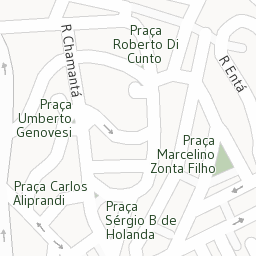 Praça
Roberto Di
Cunto
R Chamantá
R Entá
Praça
Umberto
Genovesi
Praça
Marcelino
Zonta Filho
Praça Carlos
Aliprandi
Praça
Sérgio B de
Holanda